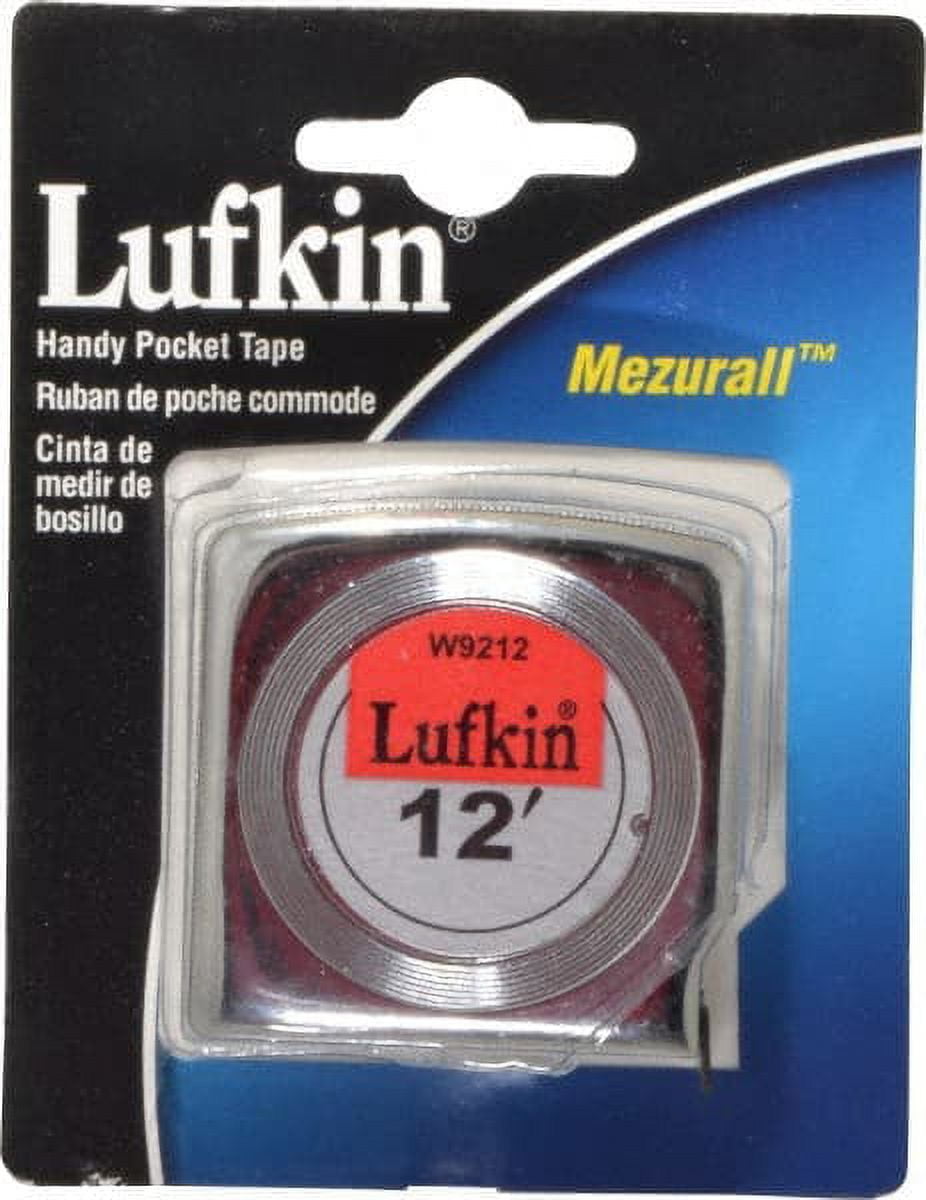 Lufkin®
Handy Pocket Tape
Ruban de poche commode
Cinta de
medir de
bosillo
Mezurall™
W9212
Lufkin®
12'